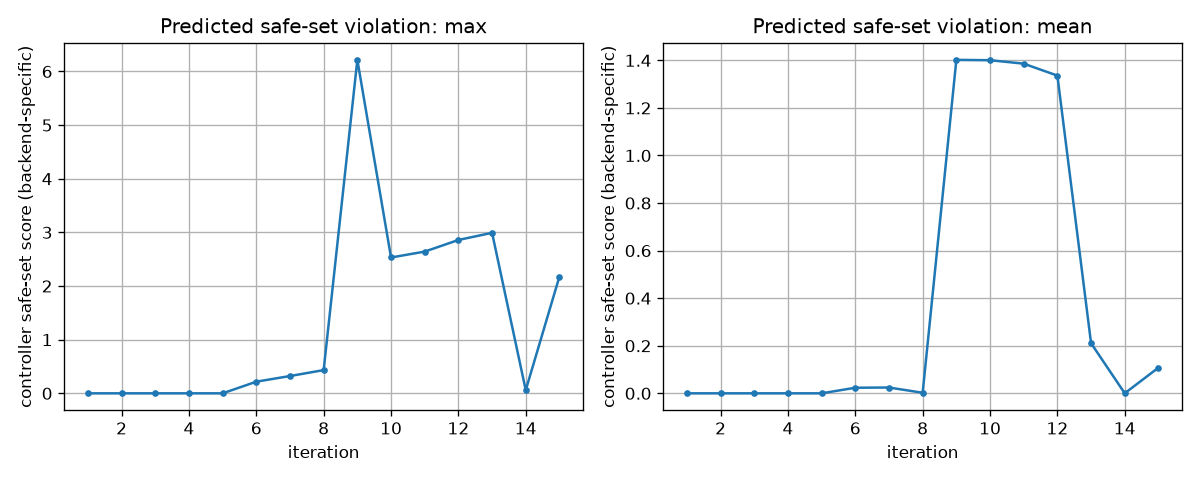 Predicted safe-set violation: max
controller safe-set score (backend-specific)
6
5
4
3
2
1
0
2 4 6 8 10 12 14
iteration
Predicted safe-set violation: mean
controller safe-set score (backend-specific)
1.4
1.2
1.0
0.8
0.6
0.4
0.2
0.0
2 4 6 8 10 12 14
iteration